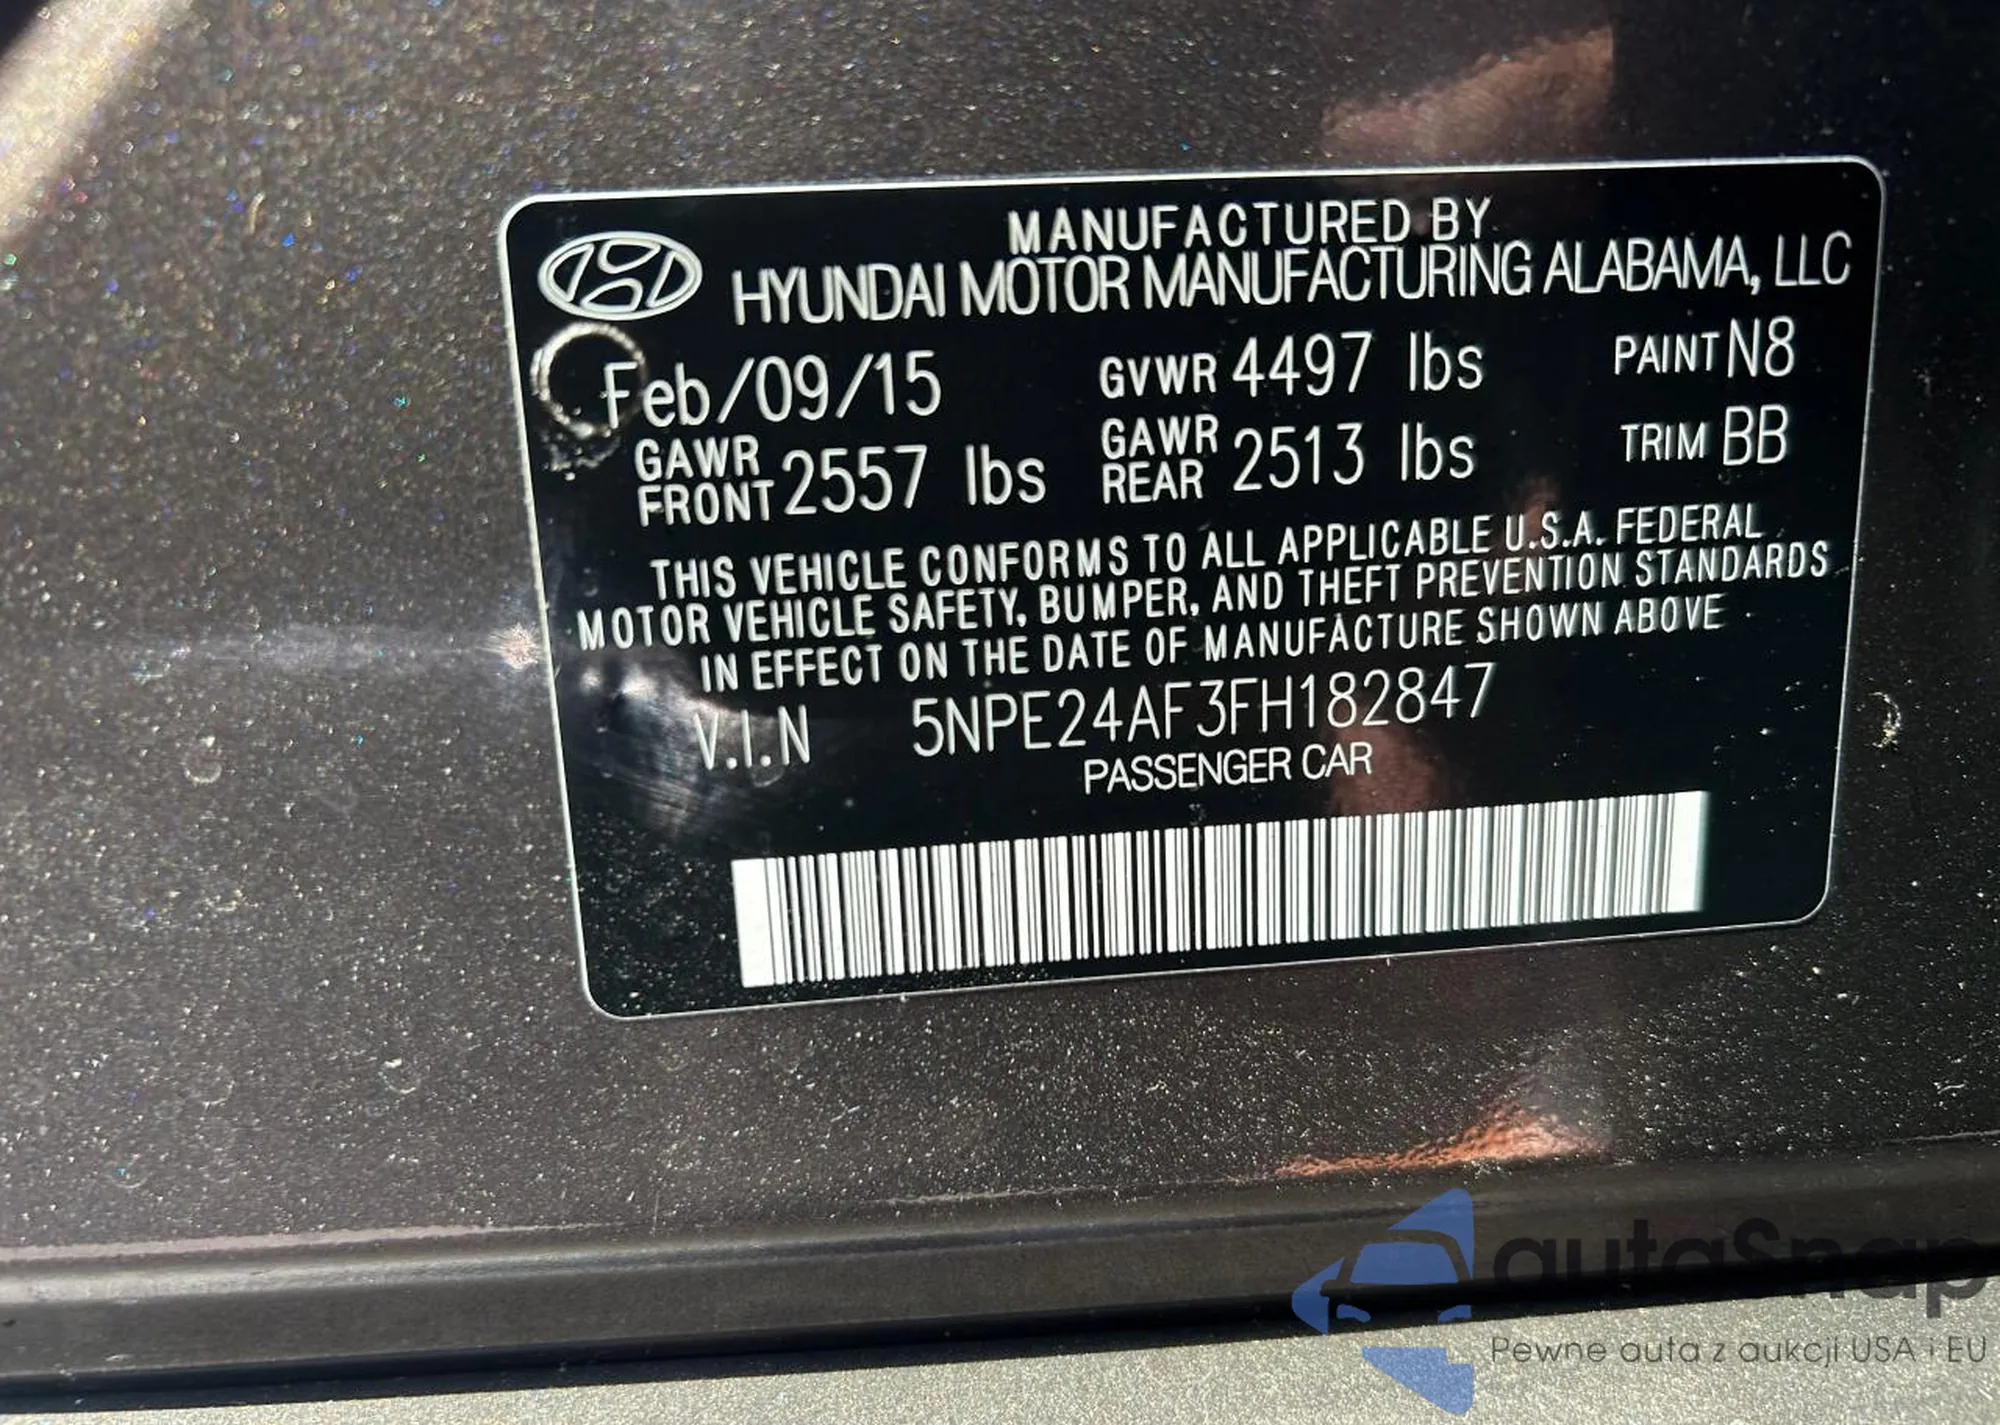 MANUFACTURED BY
HYUNDAI MOTOR MANUFACTURING ALABAMA, LLC
Feb/09/15 GVWR 4497 lbs PAINT N8
GAWR FRONT 2557 lbs GAWR REAR 2513 lbs TRIM BB
THIS VEHICLE CONFORMS TO ALL APPLICABLE U.S.A. FEDERAL
MOTOR VEHICLE SAFETY, BUMPER, AND THEFT PREVENTION STANDARDS
IN EFFECT ON THE DATE OF MANUFACTURE SHOWN ABOVE
V.I.N 5NPE24AF3FH182847
PASSENGER CAR
autoSnap
Pewne auta z aukcji USA i EU